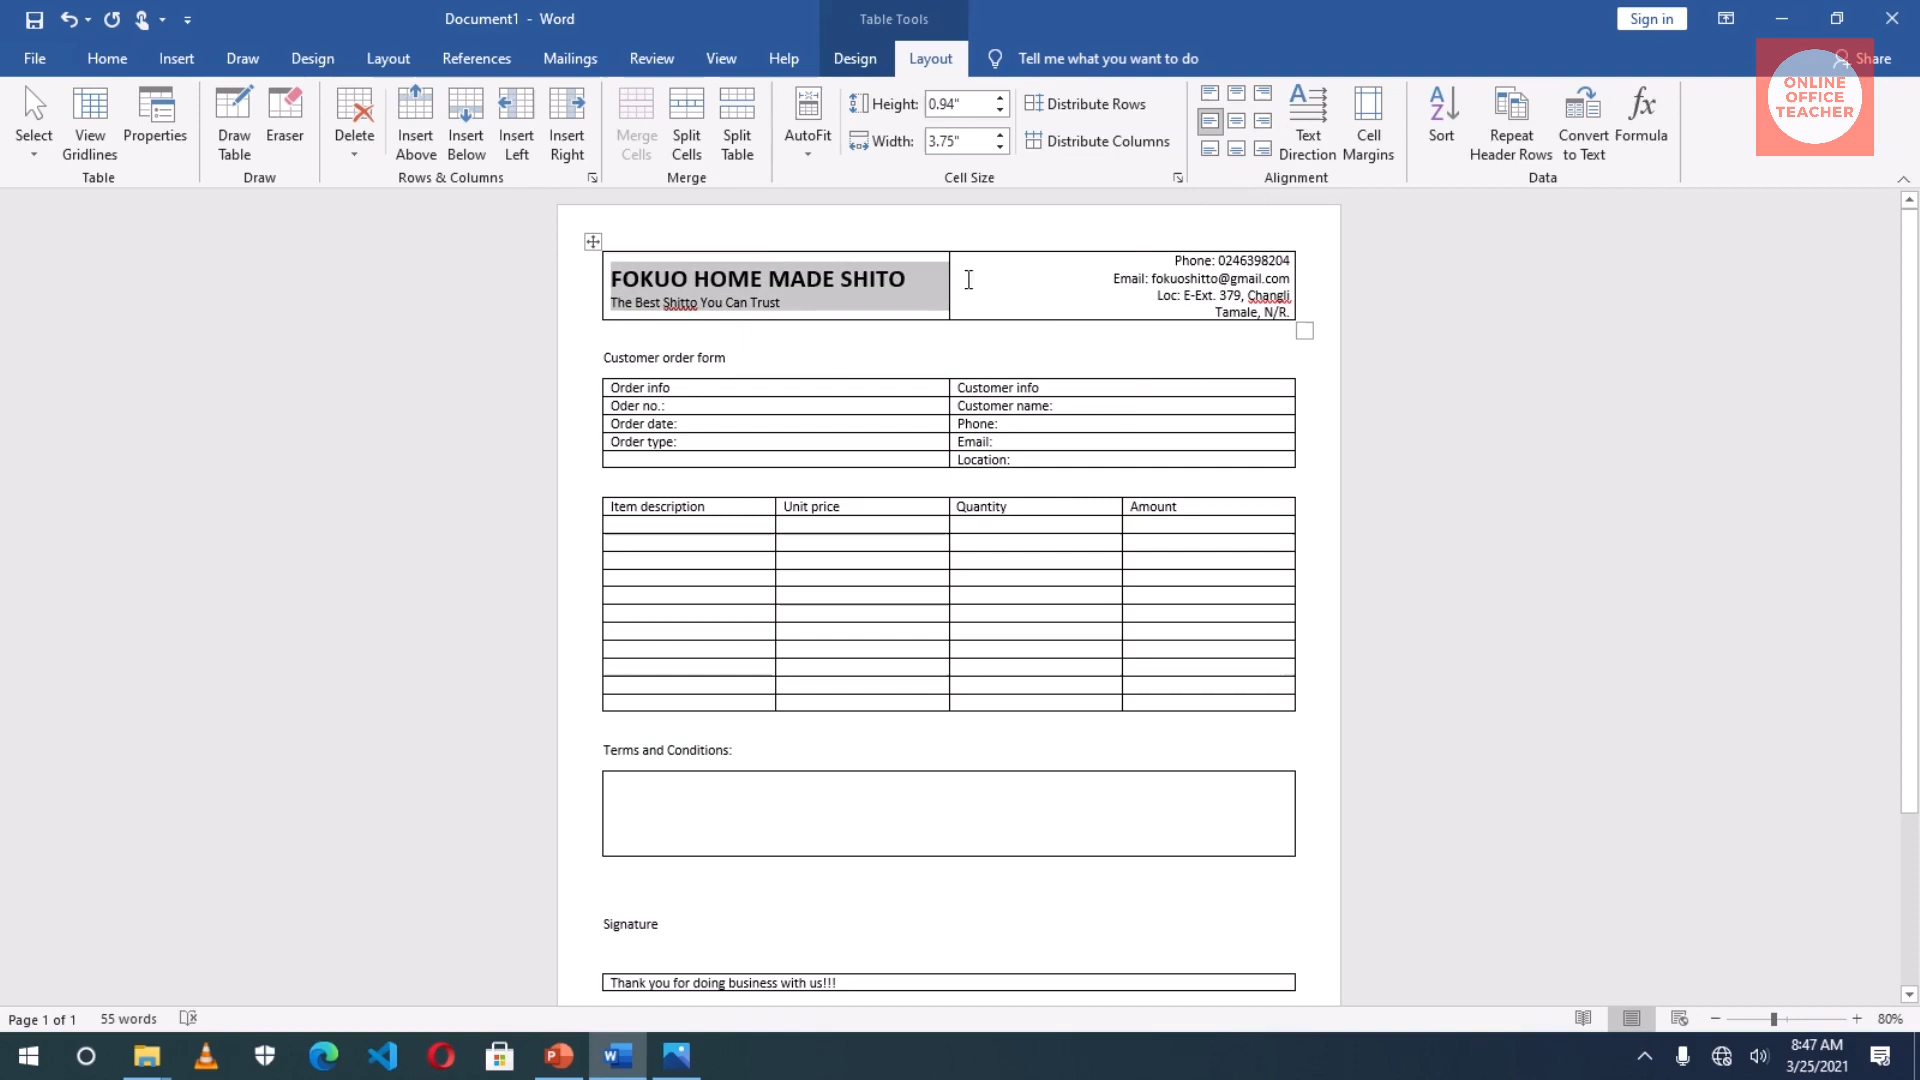 Document1 - Word
Table Tools
Sign in
File Home Insert Draw Design Layout References Mailings Review View Help Design Layout Tell me what you want to do Share
ONLINE
OFFICE
TEACHER
Select
View Gridlines
Properties
Table
Draw Table
Eraser
Draw
Delete
Insert Above
Insert Below
Insert Left
Insert Right
Rows & Columns
Merge Cells
Split Cells
Split Table
Merge
AutoFit
Height: 0.94"
Width: 3.75"
Distribute Rows
Distribute Columns
Cell Size
Text Direction
Cell Margins
Alignment
A Z Sort
Repeat Header Rows
Convert to Text
fx Formula
Data
FOKUO HOME MADE SHITO
The Best Shitto You Can Trust
Phone: 0246398204
Email: fokuoshitto@gmail.com
Loc: E-Ext. 379, Changli
Tamale, N/R.
Customer order form
Order info Customer info
Oder no.: Customer name:
Order date: Phone:
Order type: Email:
Location:
Item description Unit price Quantity Amount
Terms and Conditions:
Signature
Thank you for doing business with us!!!
Page 1 of 1 55 words 80%
8:47 AM
3/25/2021